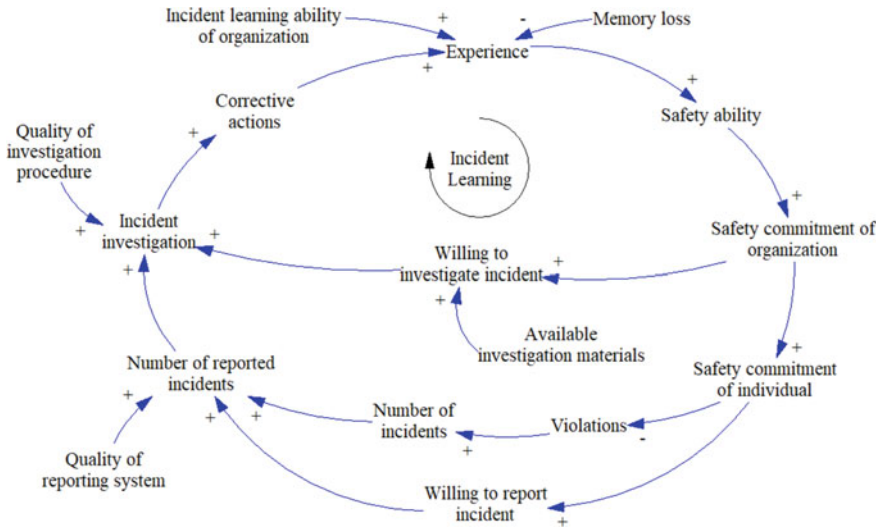 Incident learning ability
of organization
+
-
Memory loss
Experience
+
Corrective
actions
+
Safety ability
+
Quality of
investigation
procedure
Incident
Learning
+
Incident
investigation
+
+
+
Safety commitment of
organization
Willing to
investigate incident
+
+
Available
investigation materials
+
Safety commitment
of individual
Number of reported
incidents
+
+
+
Number of
incidents
+
Violations
-
Quality of
reporting system
Willing to report
incident
+